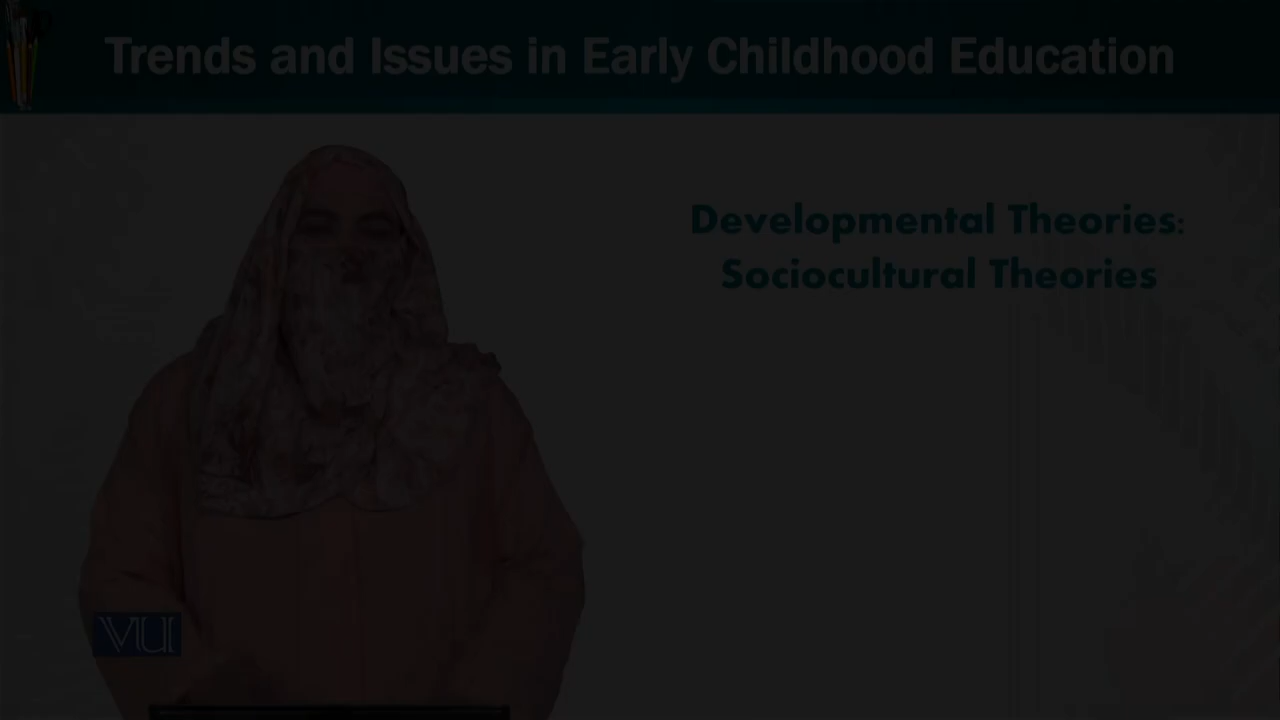 Trends and Issues in Early Childhood Education
Developmental Theories:
Sociocultural Theories
VU